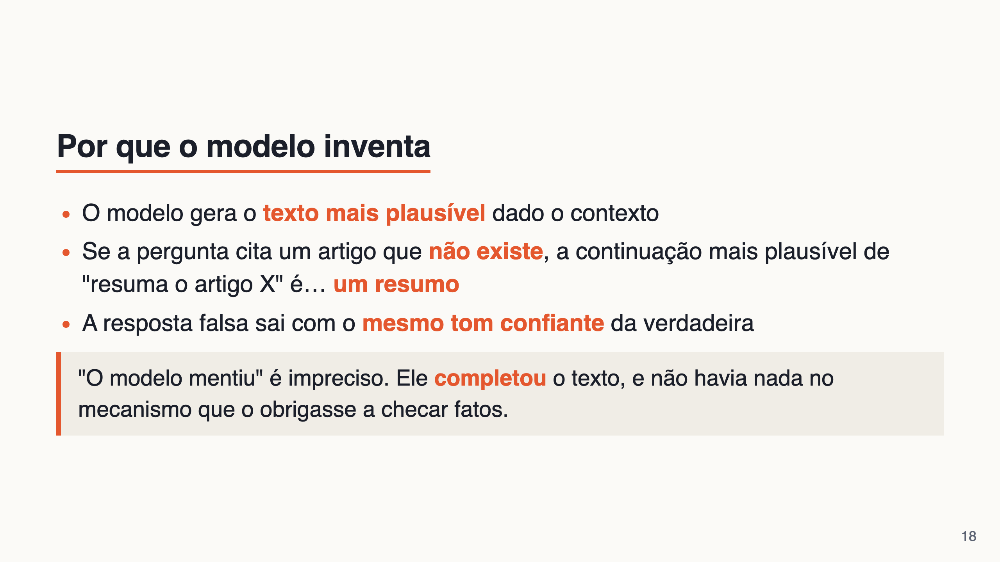 Por que o modelo inventa
• O modelo gera o texto mais plausível dado o contexto
• Se a pergunta cita um artigo que não existe, a continuação mais plausível de
"resuma o artigo X" é… um resumo
• A resposta falsa sai com o mesmo tom confiante da verdadeira
"O modelo mentiu" é impreciso. Ele completou o texto, e não havia nada no
mecanismo que o obrigasse a checar fatos.
18